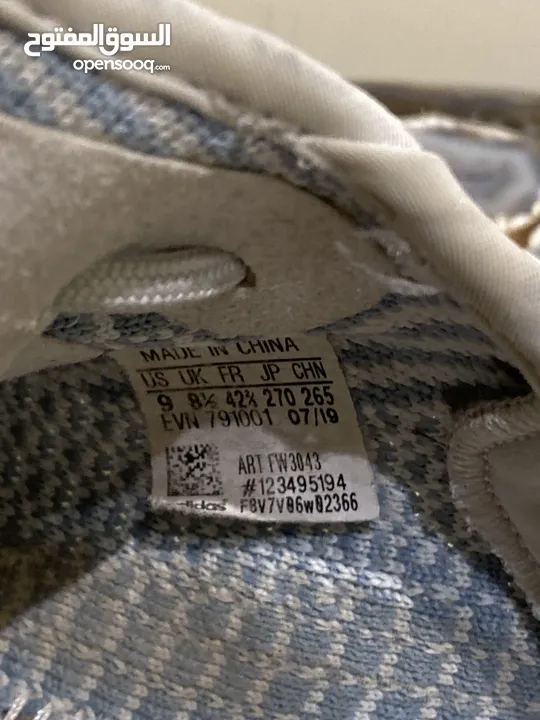 السوق المفتوح
opensooq.com
MADE IN CHINA
US UK FR JP CHN
9 8½ 42⅔ 270 265
EVN 791001 07/19
ART FW3043
#123495194
adidas F8V7V06w02366